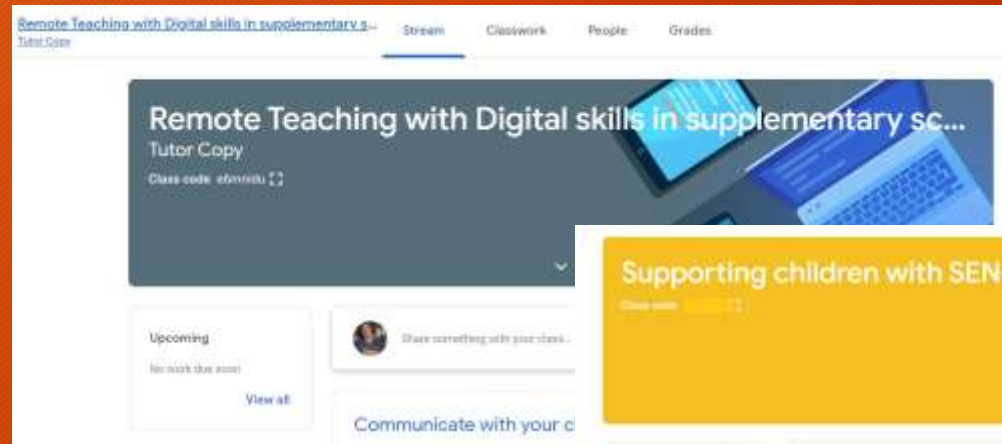 Remote Teaching with Digital skills in supplementary s...
Tutor Copy
Stream Classwork People Grades
Remote Teaching with Digital skills in supplementary sc...
Tutor Copy
Class code
Supporting children with SEN
Class code
Upcoming
No work due soon
View all
Share something with your class...
Communicate with your c